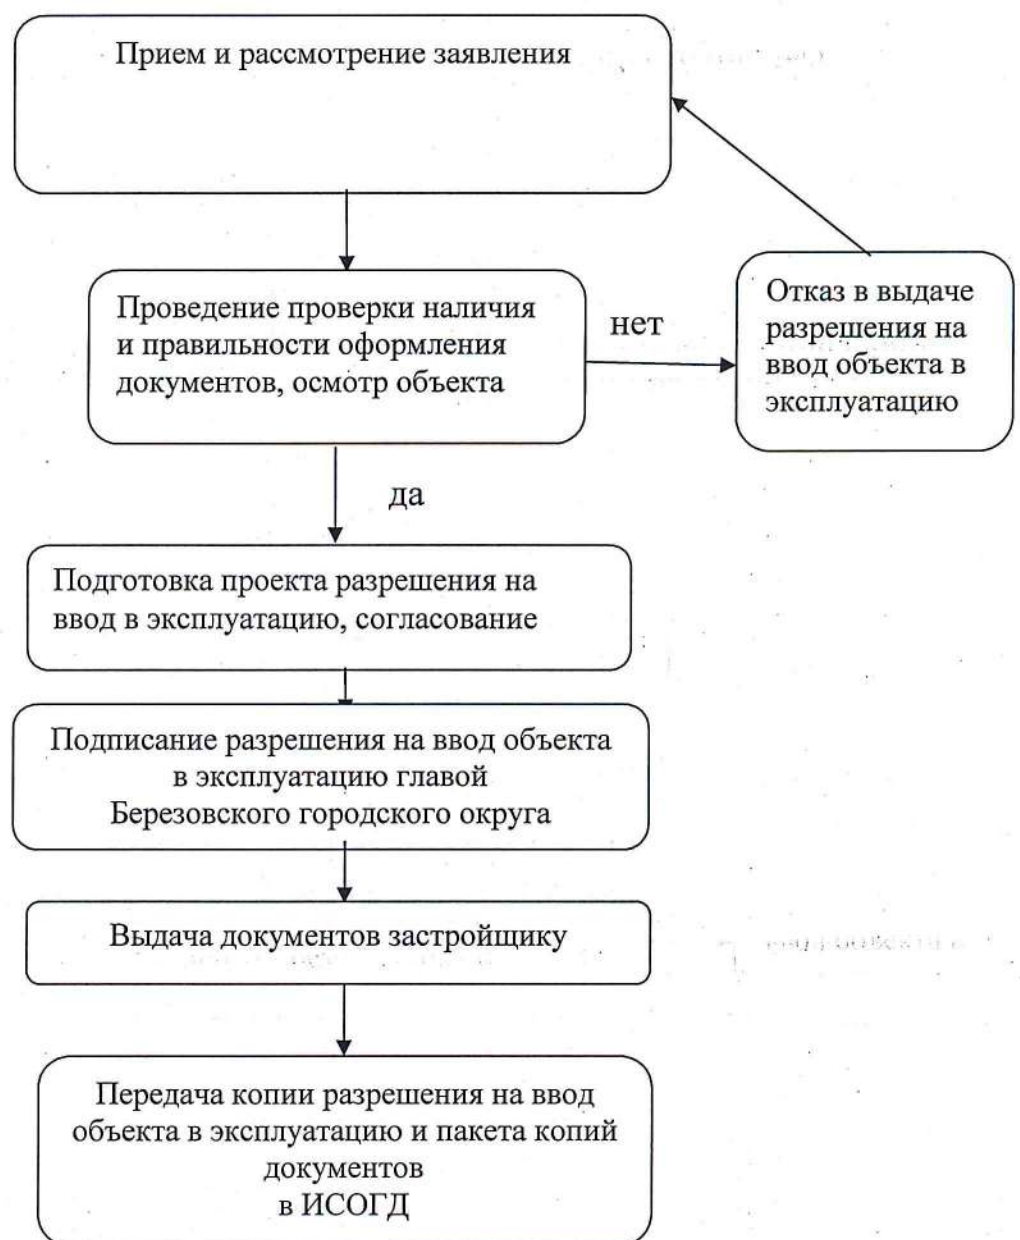 Прием и рассмотрение заявления
Проведение проверки наличия
и правильности оформления
документов, осмотр объекта
нет
Отказ в выдаче
разрешения на
ввод объекта в
эксплуатацию
да
Подготовка проекта разрешения на
ввод в эксплуатацию, согласование
Подписание разрешения на ввод объекта
в эксплуатацию главой
Березовского городского округа
Выдача документов застройщику
Передача копии разрешения на ввод
объекта в эксплуатацию и пакета копий
документов
в ИСОГД